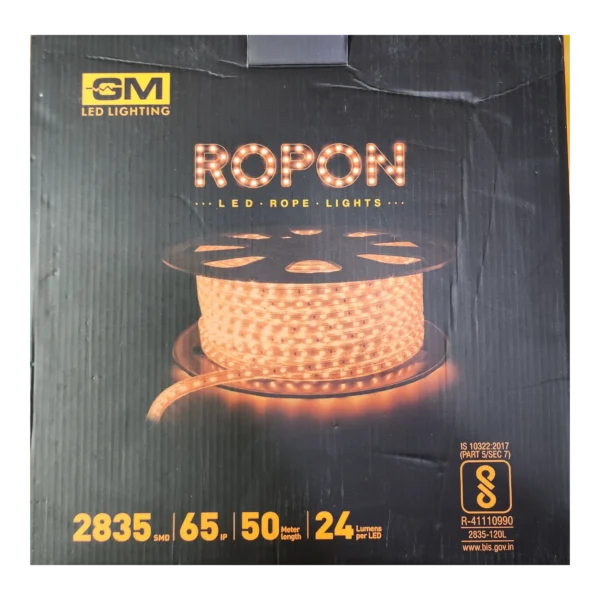 GM
LED LIGHTING
ROPON
··· LED · ROPE · LIGHTS ···
IS 10322:2017
(PART 5/SEC 7)
R-41110990
2835-120L
www.bis.gov.in
2835 SMD | 65 IP | 50 Meter length | 24 Lumens per LED